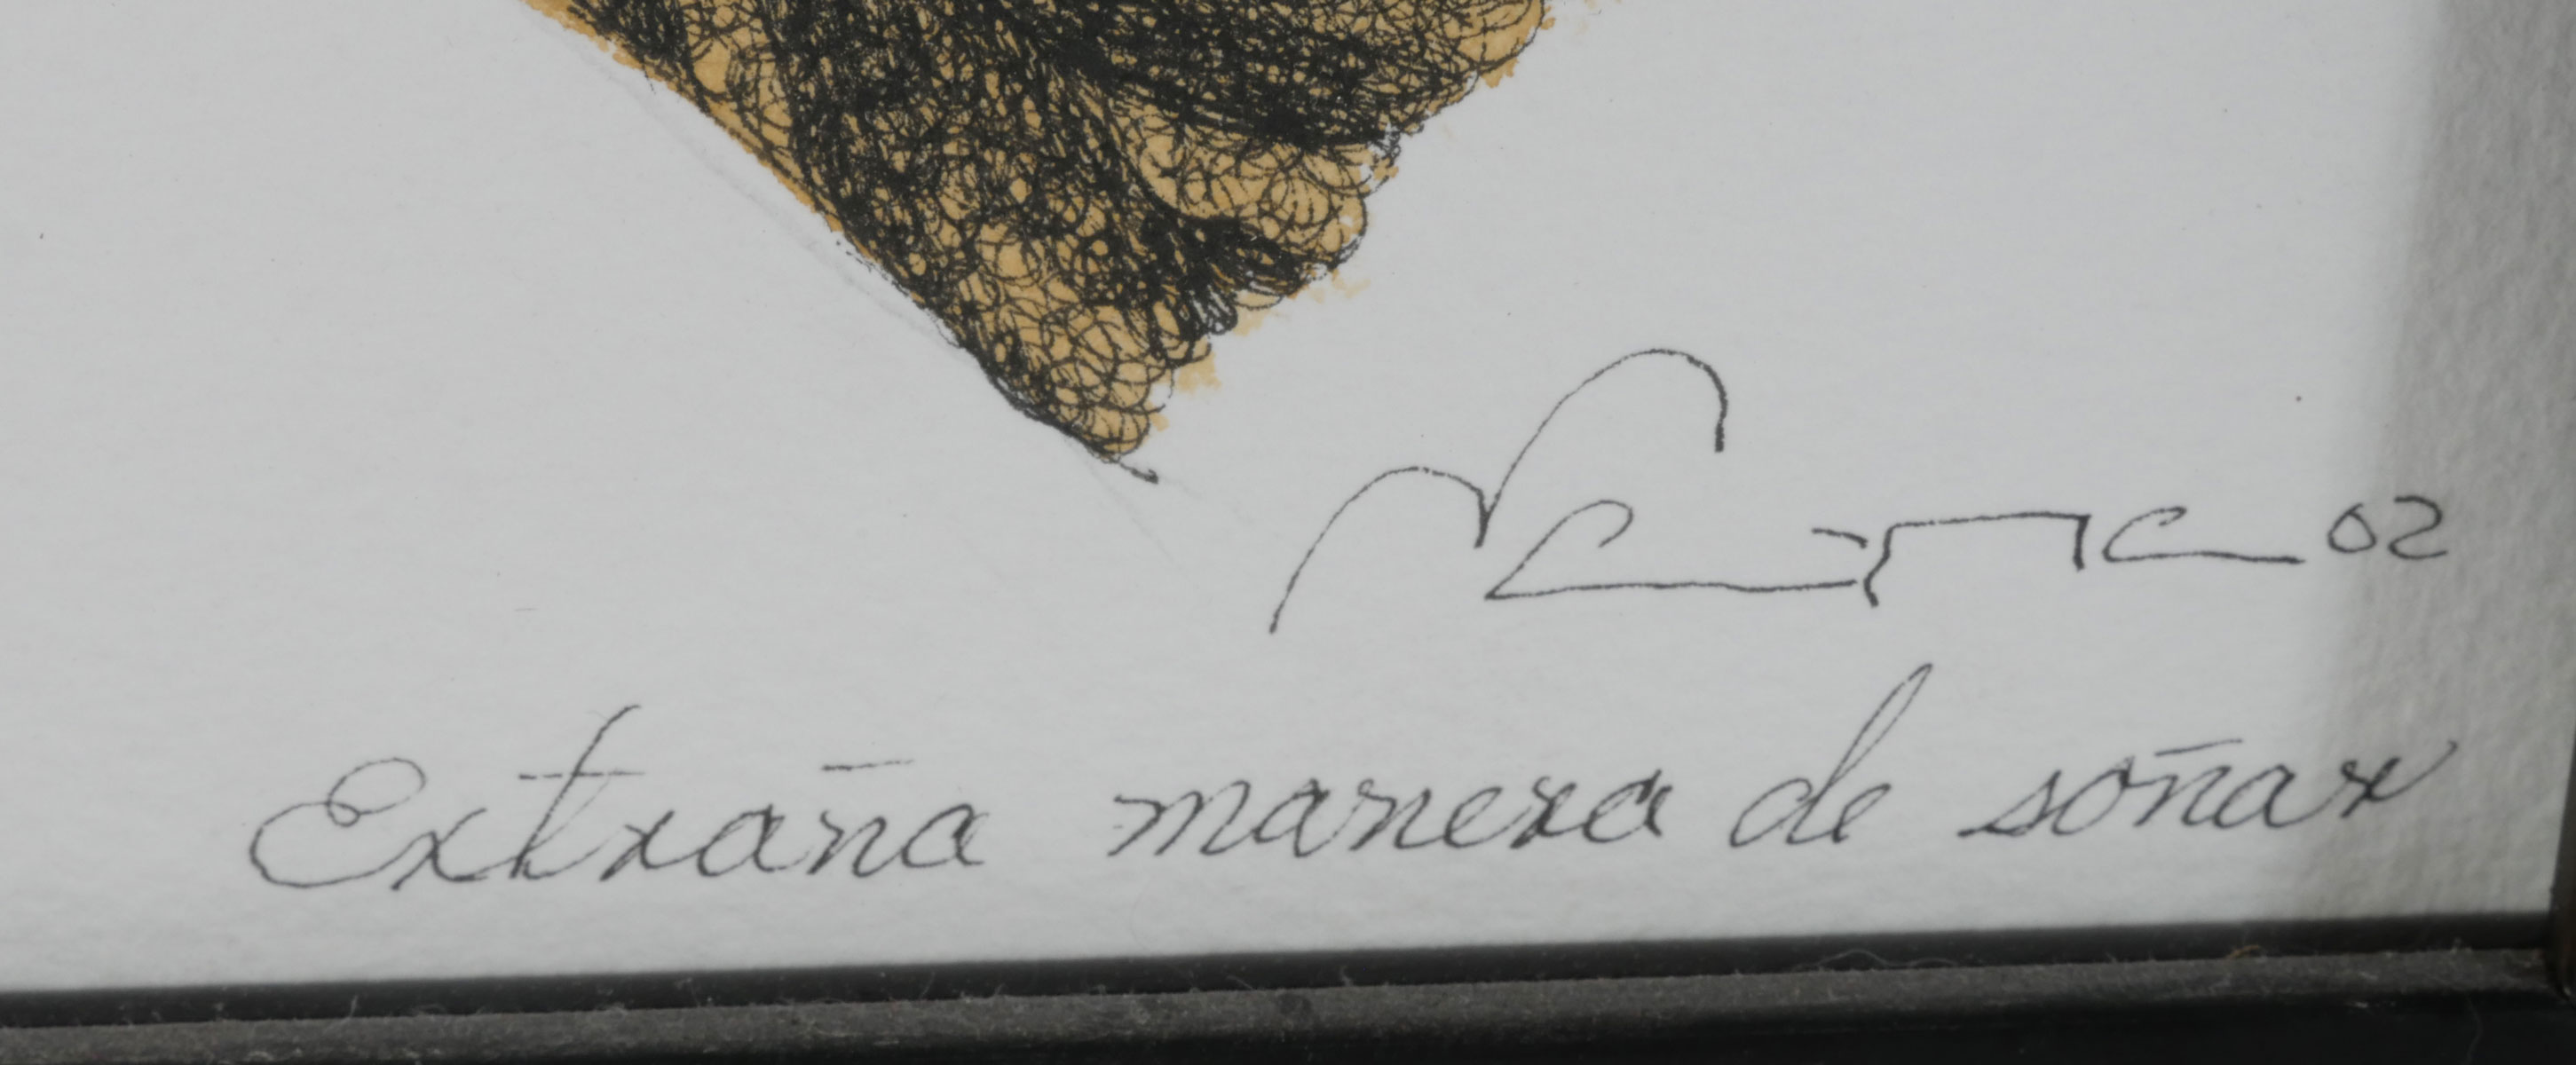 02
Extraña manera de soñar